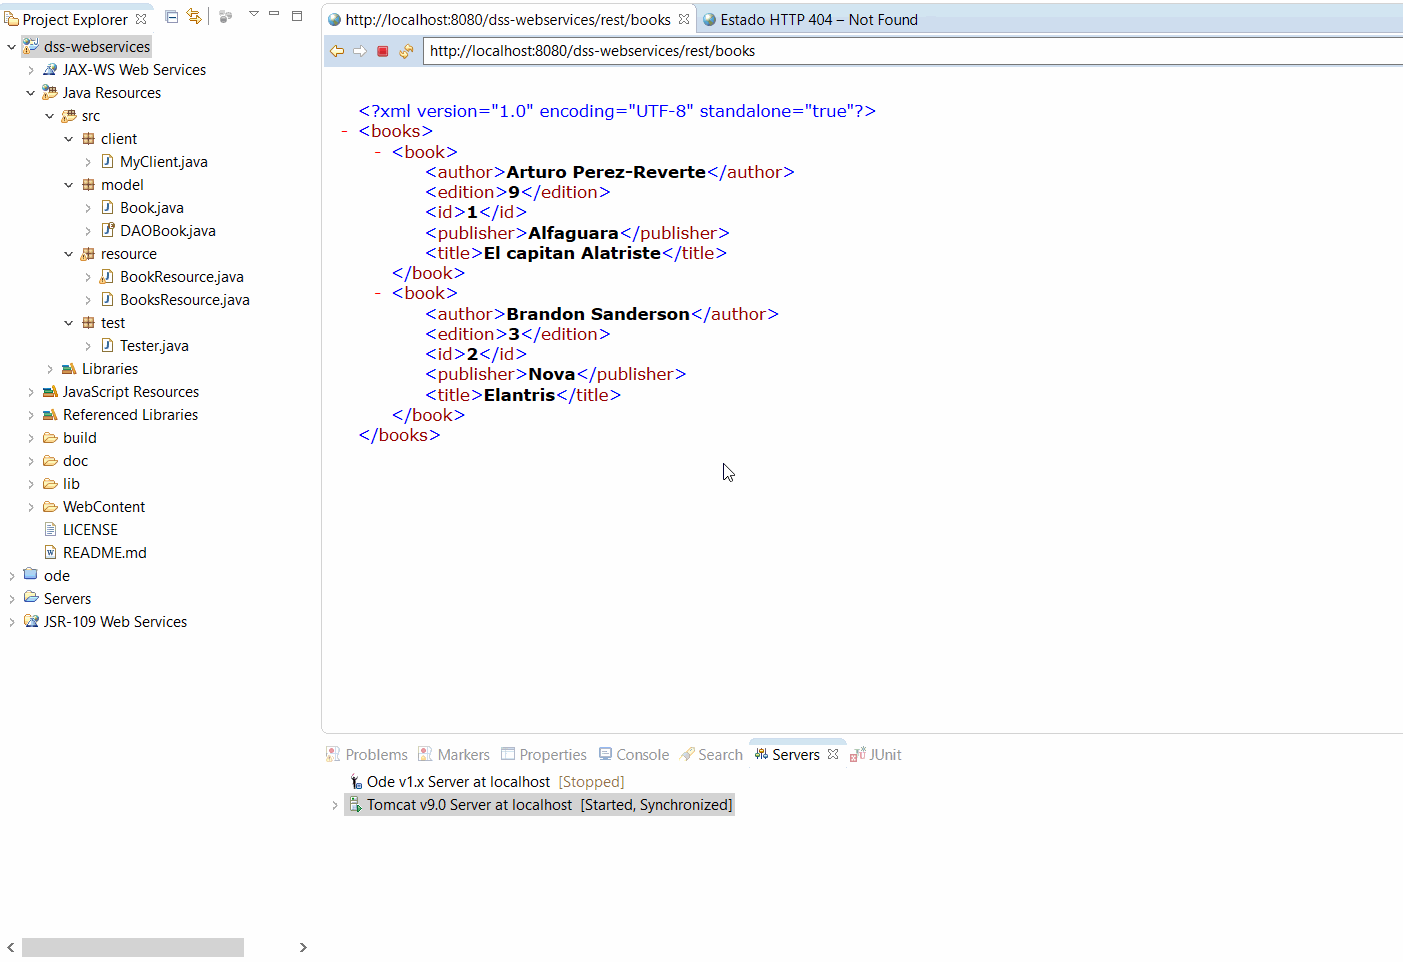 Project Explorer
dss-webservices
JAX-WS Web Services
Java Resources
src
client
MyClient.java
model
Book.java
DAOBook.java
resource
BookResource.java
BooksResource.java
test
Tester.java
Libraries
JavaScript Resources
Referenced Libraries
build
doc
lib
WebContent
LICENSE
README.md
ode
Servers
JSR-109 Web Services
http://localhost:8080/dss-webservices/rest/books
Estado HTTP 404 – Not Found
http://localhost:8080/dss-webservices/rest/books
<?xml version="1.0" encoding="UTF-8" standalone="true"?>
- <books>
- <book>
<author>Arturo Perez-Reverte</author>
<edition>9</edition>
<id>1</id>
<publisher>Alfaguara</publisher>
<title>El capitan Alatriste</title>
</book>
- <book>
<author>Brandon Sanderson</author>
<edition>3</edition>
<id>2</id>
<publisher>Nova</publisher>
<title>Elantris</title>
</book>
</books>
Problems Markers Properties Console Search Servers JUnit
Ode v1.x Server at localhost [Stopped]
Tomcat v9.0 Server at localhost [Started, Synchronized]